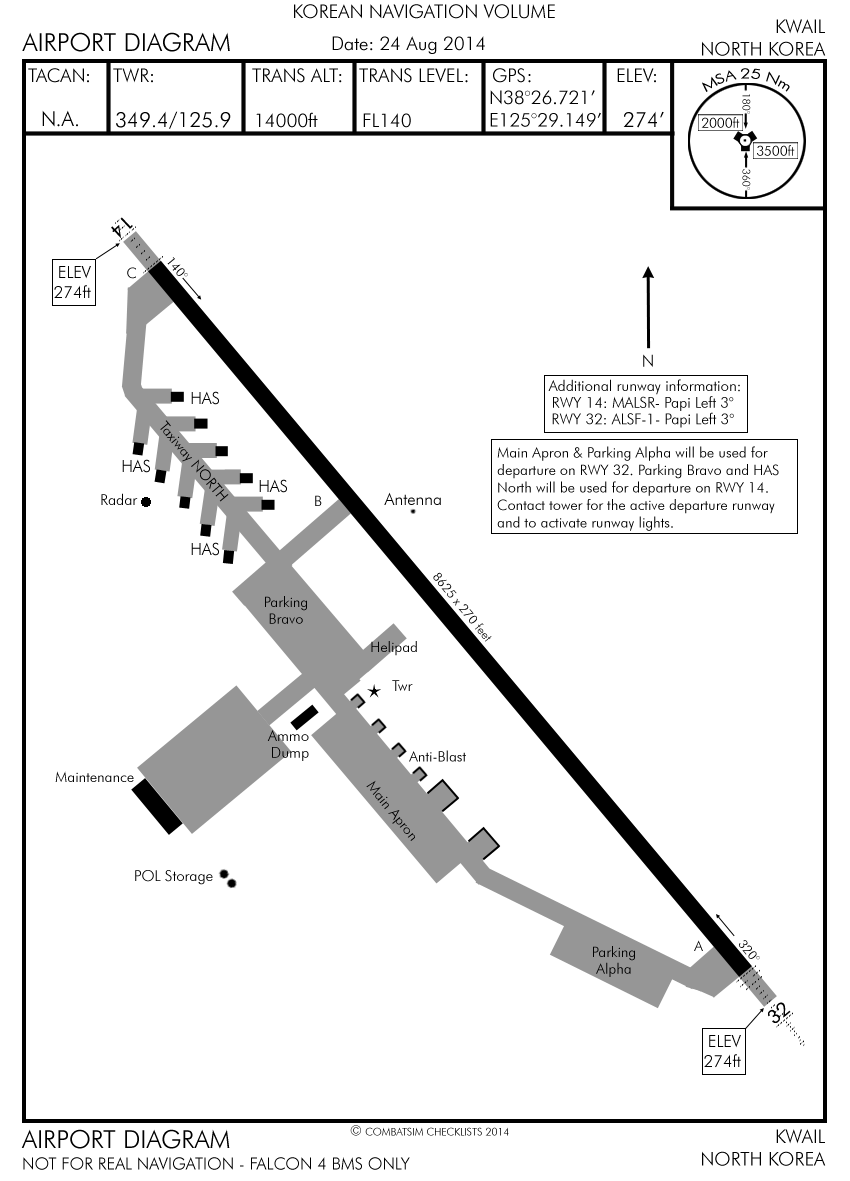 KOREAN NAVIGATION VOLUME
AIRPORT DIAGRAM
Date: 24 Aug 2014
KWAIL
NORTH KOREA
TACAN:
N.A.
TWR:
349.4/125.9
TRANS ALT:
14000ft
TRANS LEVEL:
FL140
GPS:
N38°26.721’
E125°29.149’
ELEV:
274’
MSA 25 Nm
180°
2000ft
3500ft
360°
14
ELEV
274ft
C
140°
N
Additional runway information:
RWY 14: MALSR- Papi Left 3°
RWY 32: ALSF-1- Papi Left 3°
Main Apron & Parking Alpha will be used for
departure on RWY 32. Parking Bravo and HAS
North will be used for departure on RWY 14.
Contact tower for the active departure runway
and to activate runway lights.
HAS
Taxiway NORTH
HAS
HAS
Radar
B
Antenna
HAS
8625 x 270 feet
Parking
Bravo
Helipad
Twr
Ammo
Dump
Anti-Blast
Maintenance
Main Apron
POL Storage
A
320°
Parking
Alpha
32
ELEV
274ft
© COMBATSIM CHECKLISTS 2014
AIRPORT DIAGRAM
NOT FOR REAL NAVIGATION - FALCON 4 BMS ONLY
KWAIL
NORTH KOREA